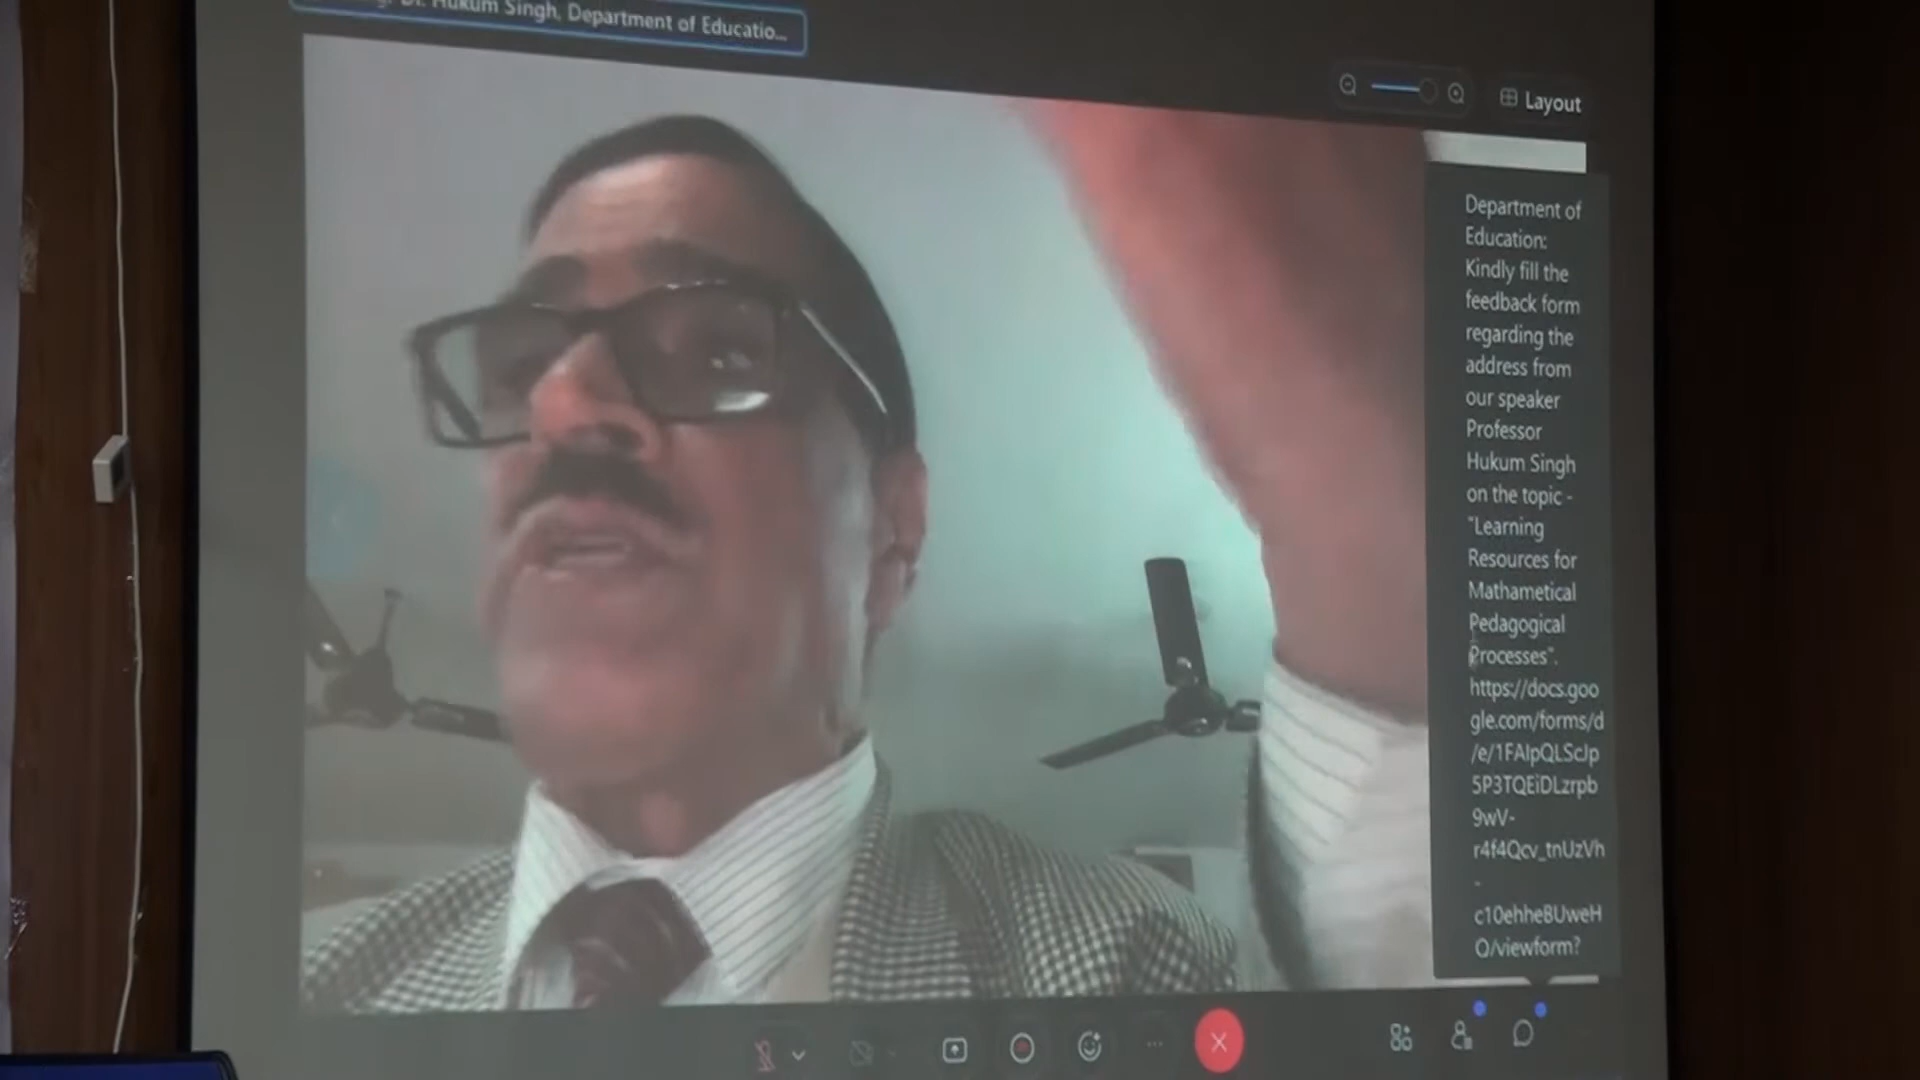 Dr. Hukum Singh, Department of Educatio...
Layout
Department of
Education:
Kindly fill the
feedback form
regarding the
address from
our speaker
Professor
Hukum Singh
on the topic -
"Learning
Resources for
Mathametical
Pedagogical
Processes".
https://docs.goo
gle.com/forms/d
/e/1FAIpQLScJp
5P3TQEiDLzrpb
9wV-
r4f4Qcv_tnUzVh
-
c10ehheBUweH
Q/viewform?